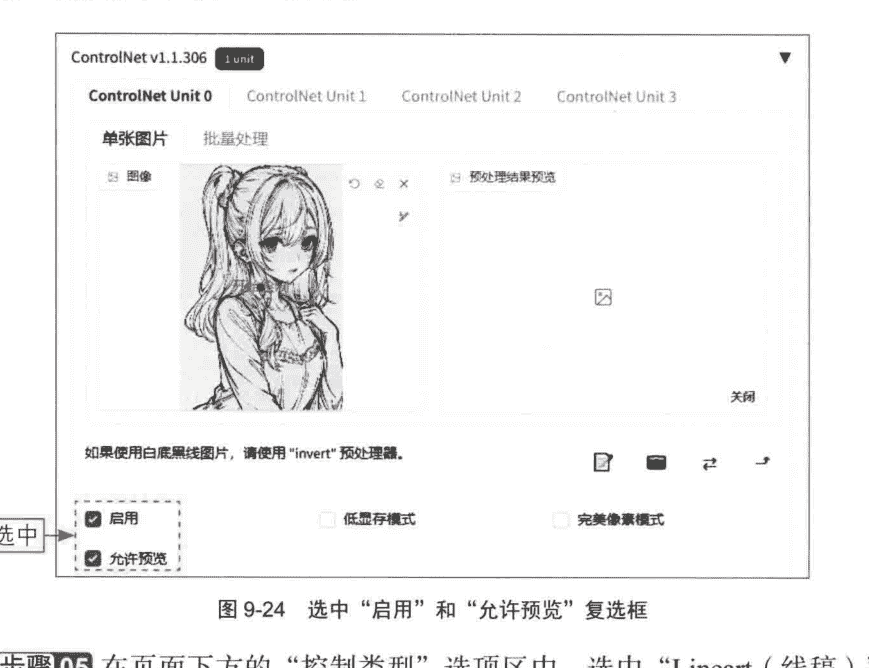 ControlNet v1.1.306 1 unit
ControlNet Unit 0 ControlNet Unit 1 ControlNet Unit 2 ControlNet Unit 3
单张图片 批量处理
图像 预处理结果预览
关闭
如果使用白底黑线图片，请使用 "invert" 预处理器。
启用 低显存模式 完美像素模式
选中
允许预览
图 9-24 选中“启用”和“允许预览”复选框
步骤 05 在页面下方的“控制类型”选项区中，选中“Lineart（线稿）